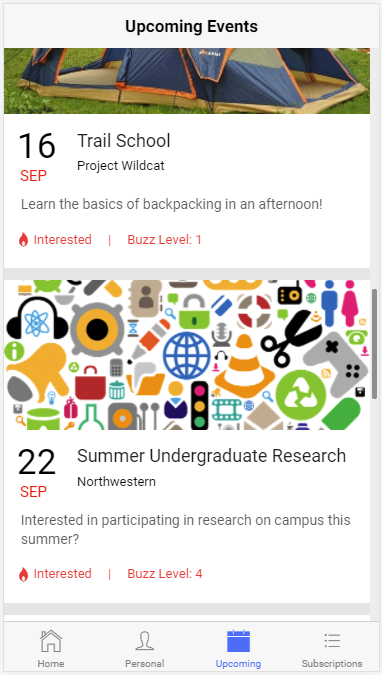 Upcoming Events
16
Trail School
SEP
Project Wildcat
Learn the basics of backpacking in an afternoon!
Interested | Buzz Level: 1
22
Summer Undergraduate Research
SEP
Northwestern
Interested in participating in research on campus this
summer?
Interested | Buzz Level: 4
Home Personal Upcoming Subscriptions